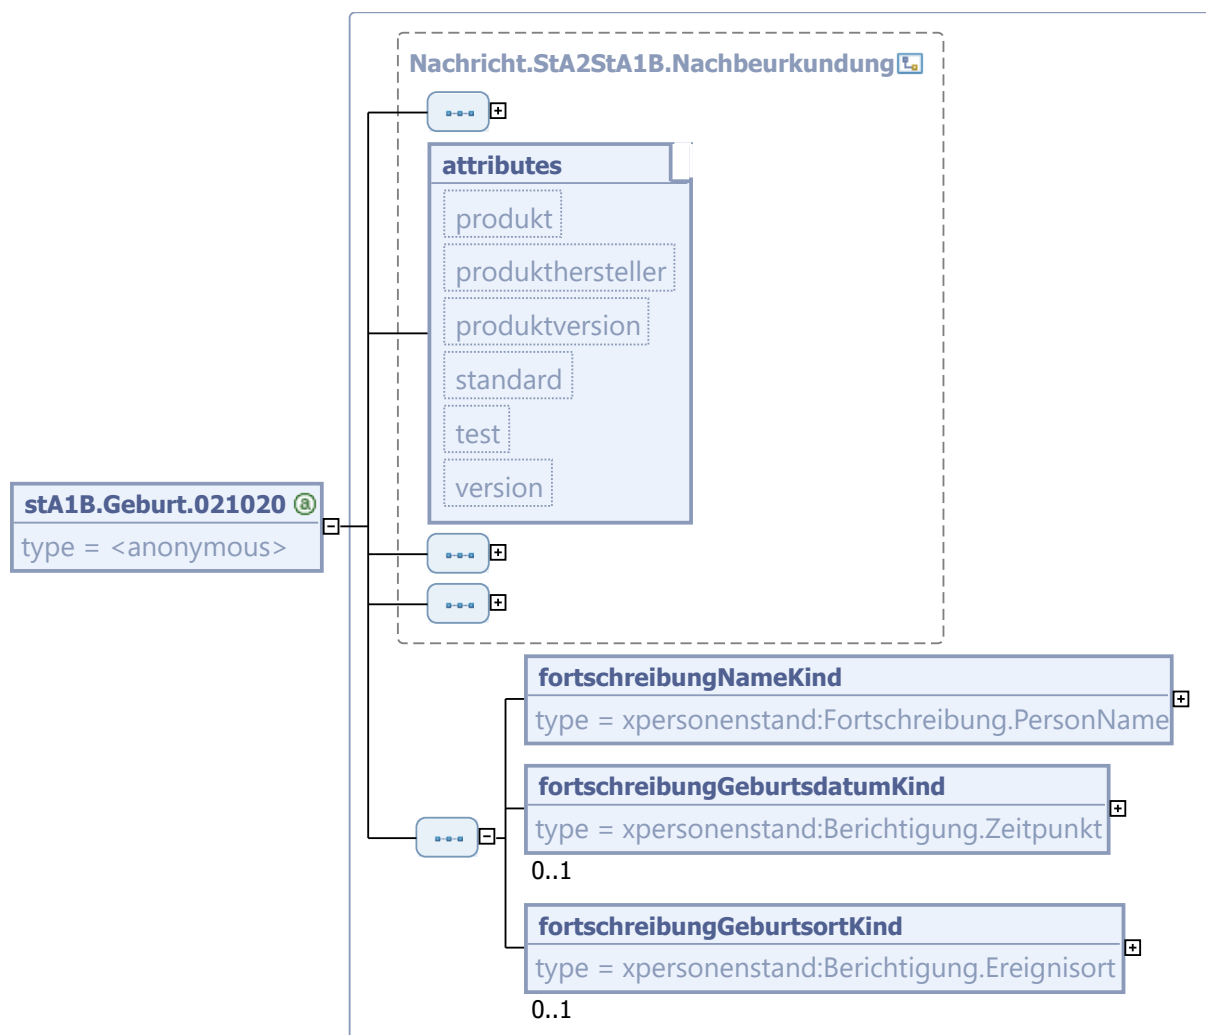 Nachricht.StA2StA1B.Nachbeurkundung
attributes
produkt
produkthersteller
produktversion
standard
test
version
stA1B.Geburt.021020
type = <anonymous>
fortschreibungNameKind
type = xpersonenstand:Fortschreibung.PersonName
fortschreibungGeburtsdatumKind
type = xpersonenstand:Berichtigung.Zeitpunkt
0..1
fortschreibungGeburtsortKind
type = xpersonenstand:Berichtigung.Ereignisort
0..1